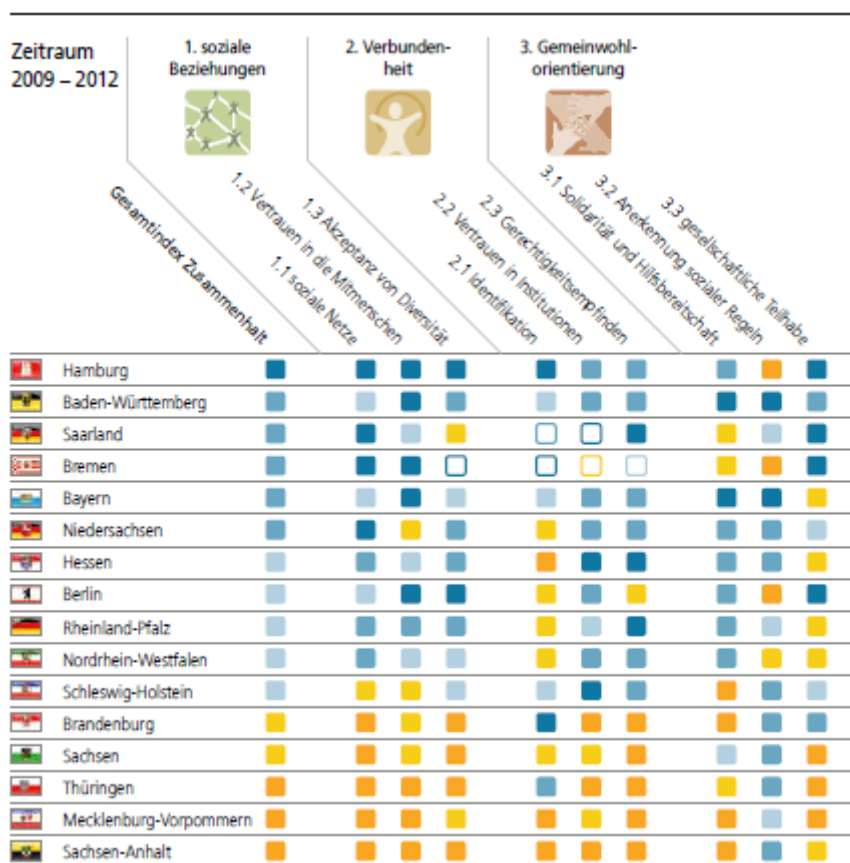 Zeitraum
2009 – 2012
1. soziale
Beziehungen
2. Verbunden-
heit
3. Gemeinwohl-
orientierung
Gesamtindex Zusammenhalt
1.1 soziale Netze
1.2 Vertrauen in die Mitmenschen
1.3 Akzeptanz von Diversität
2.1 Identifikation
2.2 Vertrauen in Institutionen
2.3 Gerechtigkeitsempfinden
3.1 Solidarität und Hilfsbereitschaft
3.2 Anerkennung sozialer Regeln
3.3 gesellschaftliche Teilhabe
Hamburg
Baden-Württemberg
Saarland
Bremen
Bayern
Niedersachsen
Hessen
Berlin
Rheinland-Pfalz
Nordrhein-Westfalen
Schleswig-Holstein
Brandenburg
Sachsen
Thüringen
Mecklenburg-Vorpommern
Sachsen-Anhalt